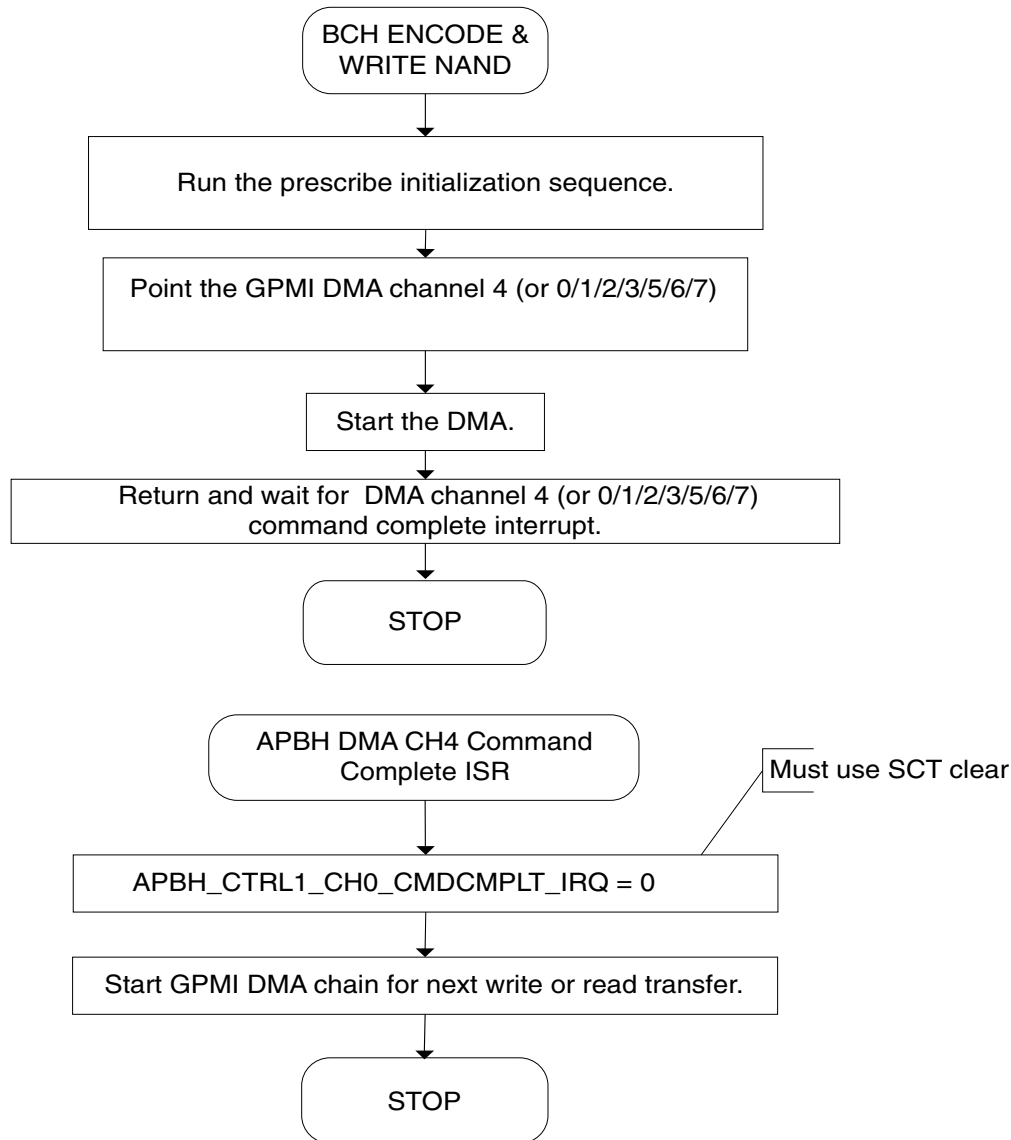 BCH ENCODE &
WRITE NAND
Run the prescribe initialization sequence.
Point the GPMI DMA channel 4 (or 0/1/2/3/5/6/7)
Start the DMA.
Return and wait for DMA channel 4 (or 0/1/2/3/5/6/7)
command complete interrupt.
STOP
APBH DMA CH4 Command
Complete ISR
Must use SCT clear
APBH_CTRL1_CH0_CMDCMPLT_IRQ = 0
Start GPMI DMA chain for next write or read transfer.
STOP